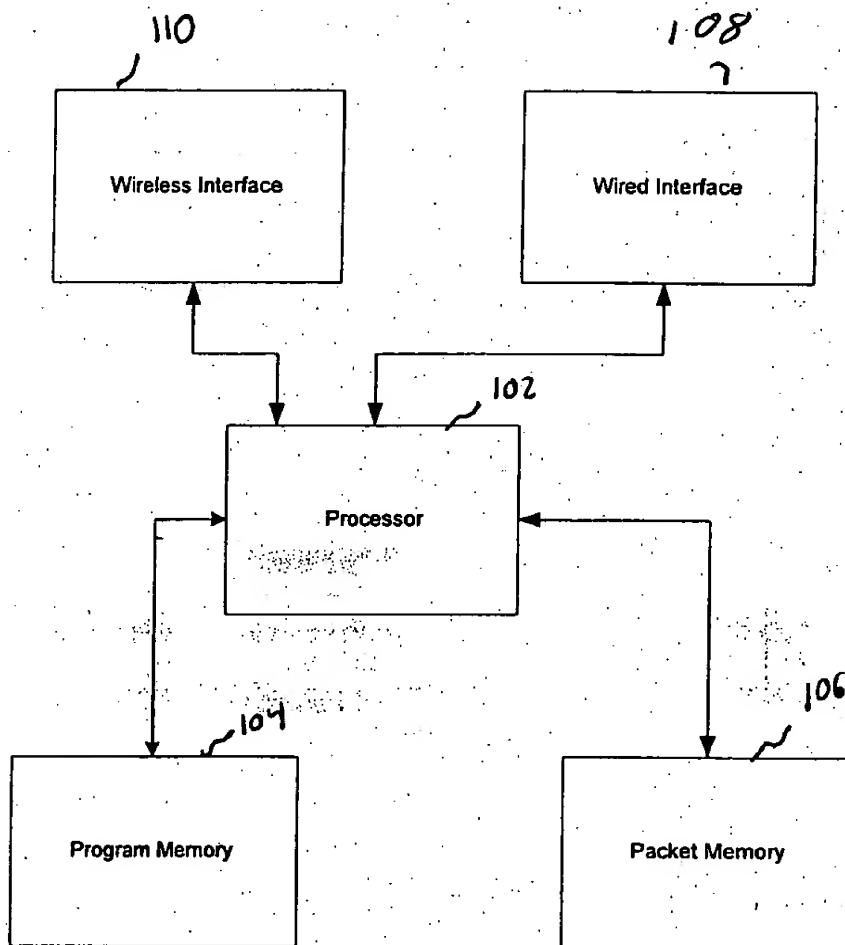 110
108
Wireless Interface
Wired Interface
102
Processor
104
106
Program Memory
Packet Memory